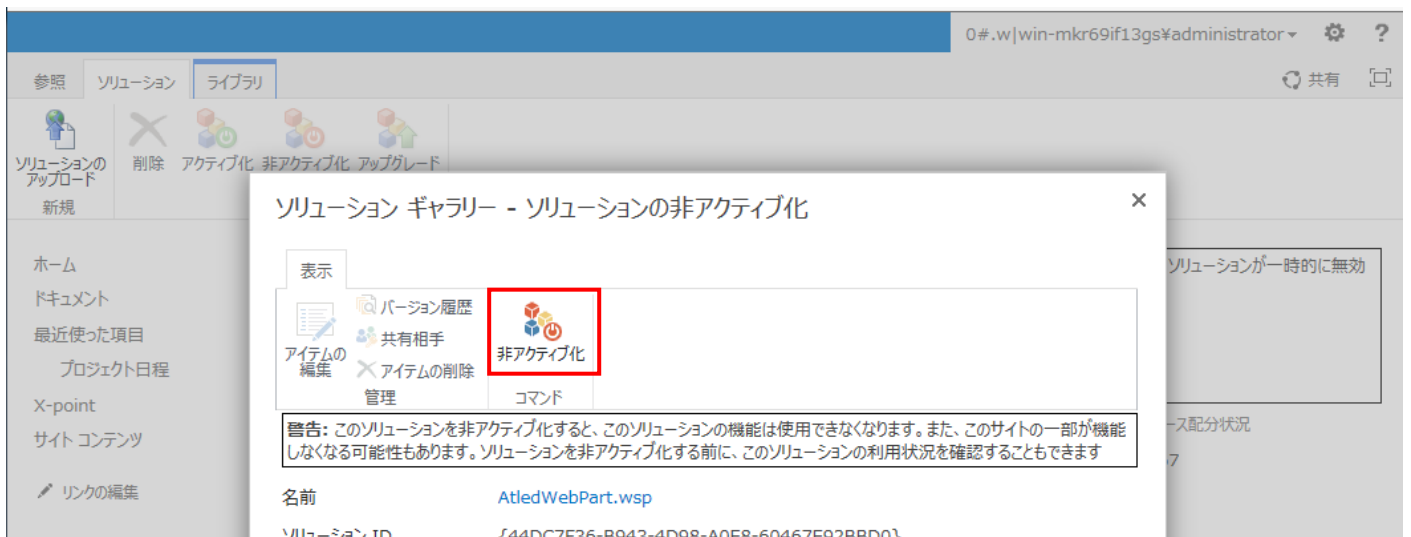 0#.w|win-mkr69if13gs¥administrator
?
参照 ソリューション ライブラリ
共有
ソリューションの
アップロード
削除 アクティブ化 非アクティブ化 アップグレード
新規
ソリューション ギャラリー - ソリューションの非アクティブ化
×
ホーム
ドキュメント
最近使った項目
プロジェクト日程
X-point
サイト コンテンツ
リンクの編集
表示
アイテムの
編集
バージョン履歴
共有相手
アイテムの削除
管理
非アクティブ化
コマンド
警告: このソリューションを非アクティブ化すると、このソリューションの機能は使用できなくなります。また、このサイトの一部が機能
しなくなる可能性もあります。ソリューションを非アクティブ化する前に、このソリューションの利用状況を確認することもできます
名前 AtledWebPart.wsp
ソリューション ID
ソリューションが一時的に無効
ース配分状況